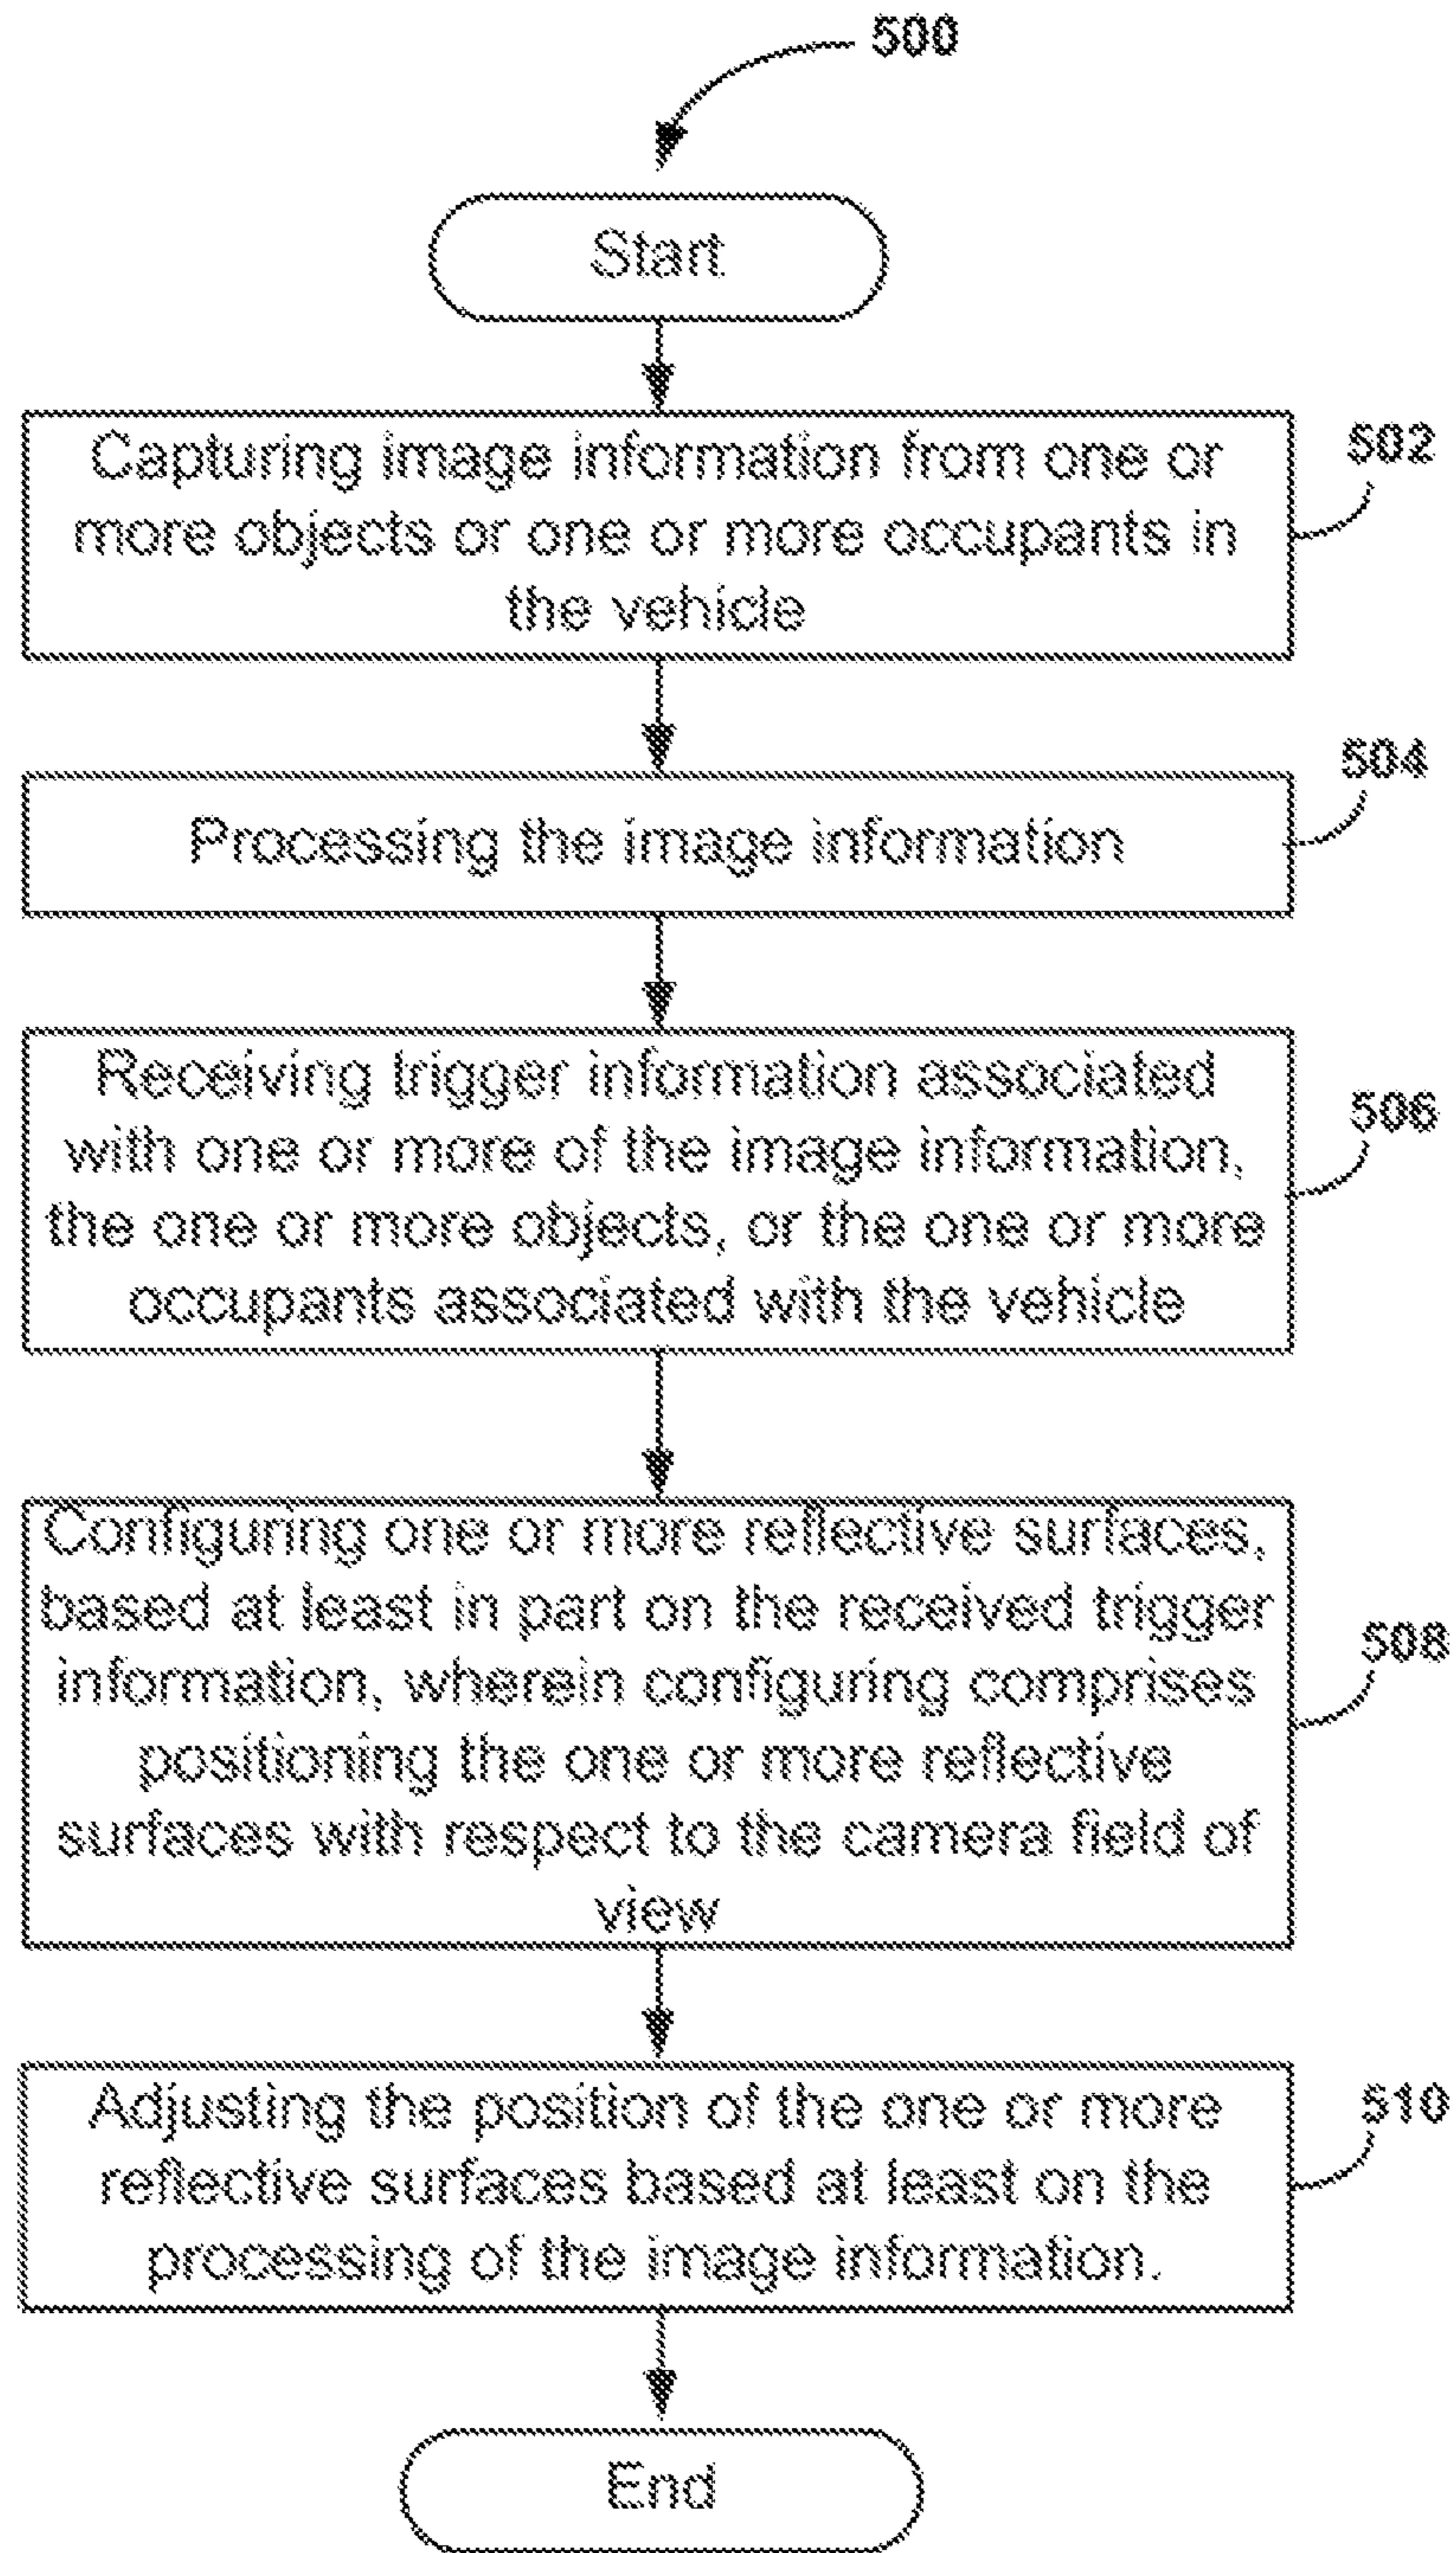 500
Start
Capturing image information from one or
more objects or one or more occupants in
the vehicle
502
Processing the image information
504
Receiving trigger information associated
with one or more of the image information,
the one or more objects, or the one or more
occupants associated with the vehicle
506
Configuring one or more reflective surfaces,
based at least in part on the received trigger
information, wherein configuring comprises
positioning the one or more reflective
surfaces with respect to the camera field of
view
508
Adjusting the position of the one or more
reflective surfaces based at least on the
processing of the image information.
510
End